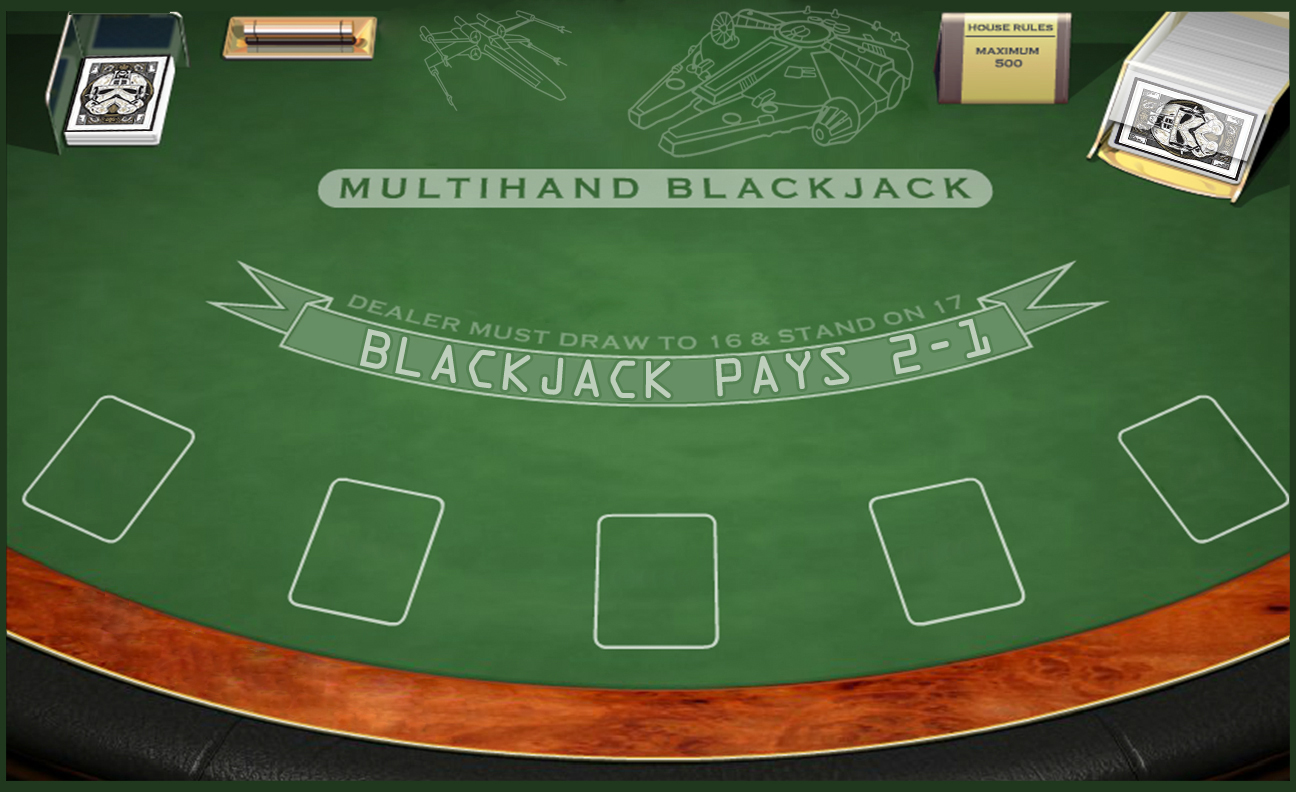 HOUSE RULES
MAXIMUM
500
MULTIHAND BLACKJACK
DEALER MUST DRAW TO 16 & STAND ON 17
BLACKJACK PAYS 2-1